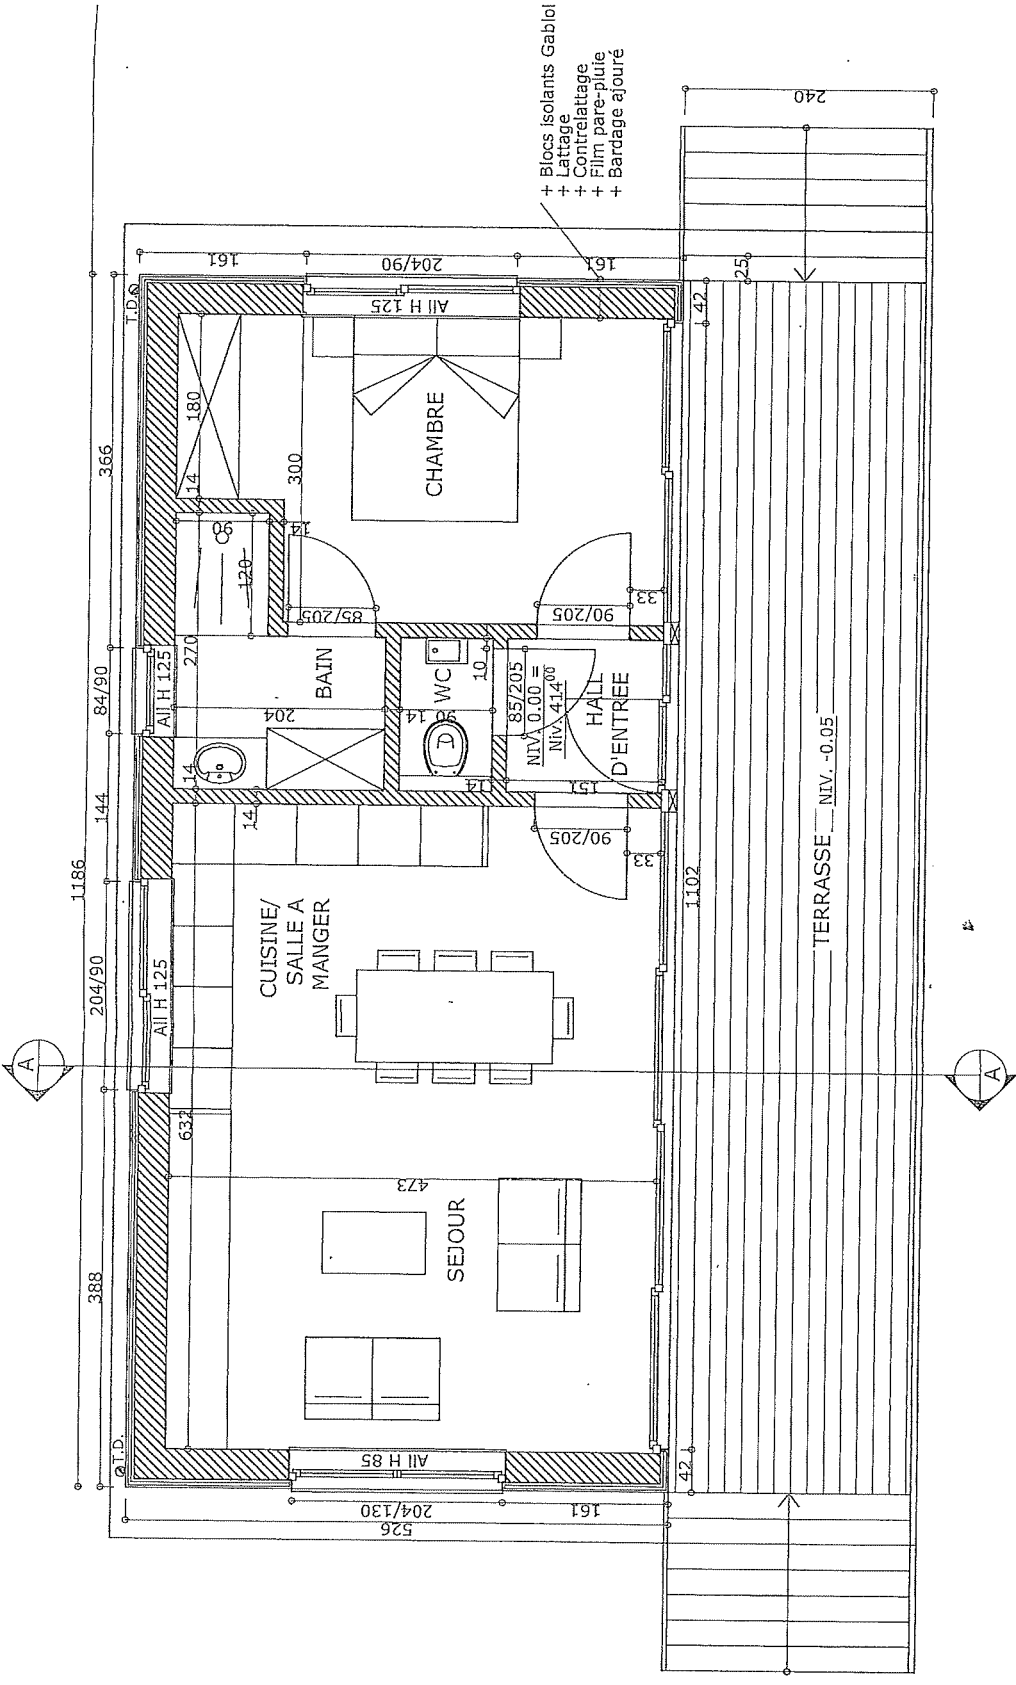 + Blocs isolants Gablol
+ Lattage
+ Contrelattage
+ Film pare-pluie
+ Bardage ajouré
240
161
204/90
161
25
42
T.D.
All H 125
366
180
14
300
CHAMBRE
90
14
120
85/205
90/205
33
84/90
All H 125
270
BAIN
204
WC
10
90
14
85/205
NIV. 0.00 =
Niv. 414⁰⁰
HALL
D'ENTREE
14
14
151
14
144
1186
90/205
33
1102
TERRASSE NIV. -0.05
CUISINE/
SALLE A
MANGER
204/90
All H 125
A
A
632
473
SEJOUR
388
T.D.
All H 85
42
204/130
161
526